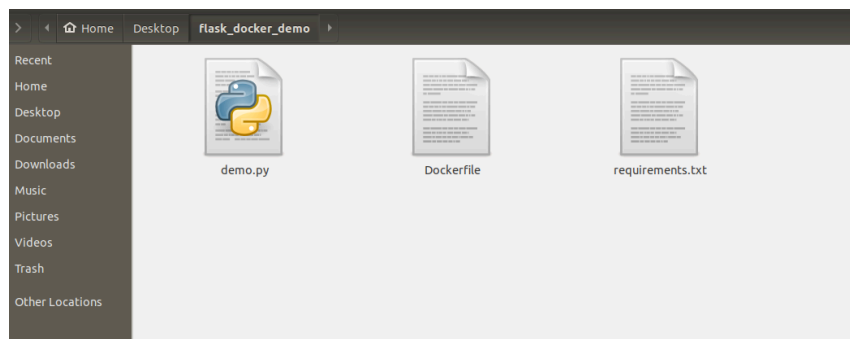 Home Desktop flask_docker_demo
Recent
Home
Desktop
Documents
Downloads
Music
Pictures
Videos
Trash
Other Locations
demo.py Dockerfile requirements.txt